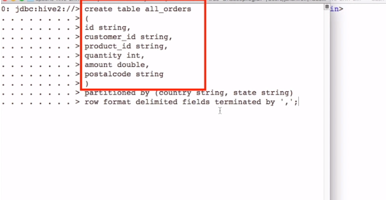 0: jdbc:hive2://> create table all_orders
. . . . . . . . > (
. . . . . . . . > id string,
. . . . . . . . > customer_id string,
. . . . . . . . > product_id string,
. . . . . . . . > quantity int,
. . . . . . . . > amount double,
. . . . . . . . > postalcode string
. . . . . . . . > )
. . . . . . . . > partitioned by (country string, state string)
. . . . . . . . > row format delimited fields terminated by ',';
in>